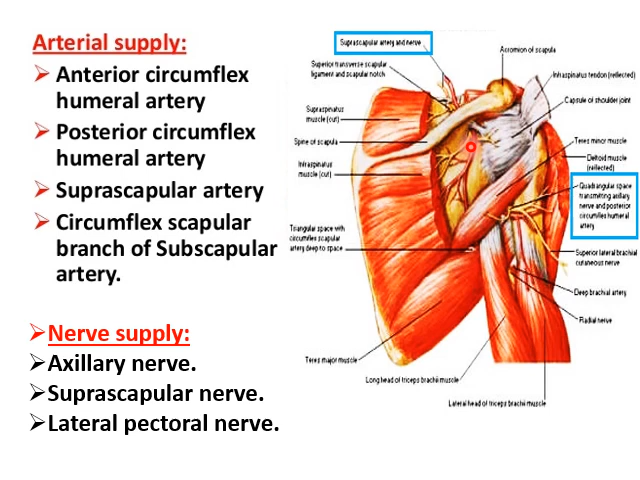 Arterial supply:
Anterior circumflex
humeral artery
Posterior circumflex
humeral artery
Suprascapular artery
Circumflex scapular
branch of Subscapular
artery.
Nerve supply:
Axillary nerve.
Suprascapular nerve.
Lateral pectoral nerve.
Suprascapular artery and nerve
Superior transverse scapular
ligament and scapular notch
Supraspinatus
muscle (cut)
Spine of scapula
Infraspinatus
muscle (cut)
Triangular space with
circumflex scapular
artery deep to space
Teres major muscle
Long head of triceps brachii muscle
Lateral head of triceps brachii muscle
Acromion of scapula
Infraspinatus tendon (reflected)
Capsule of shoulder joint
Teres minor muscle
Deltoid muscle
(reflected)
Quadrangular space
transmitting axillary
nerve and posterior
circumflex humeral
artery
Superior lateral brachial
cutaneous nerve
Deep brachial artery
Radial nerve